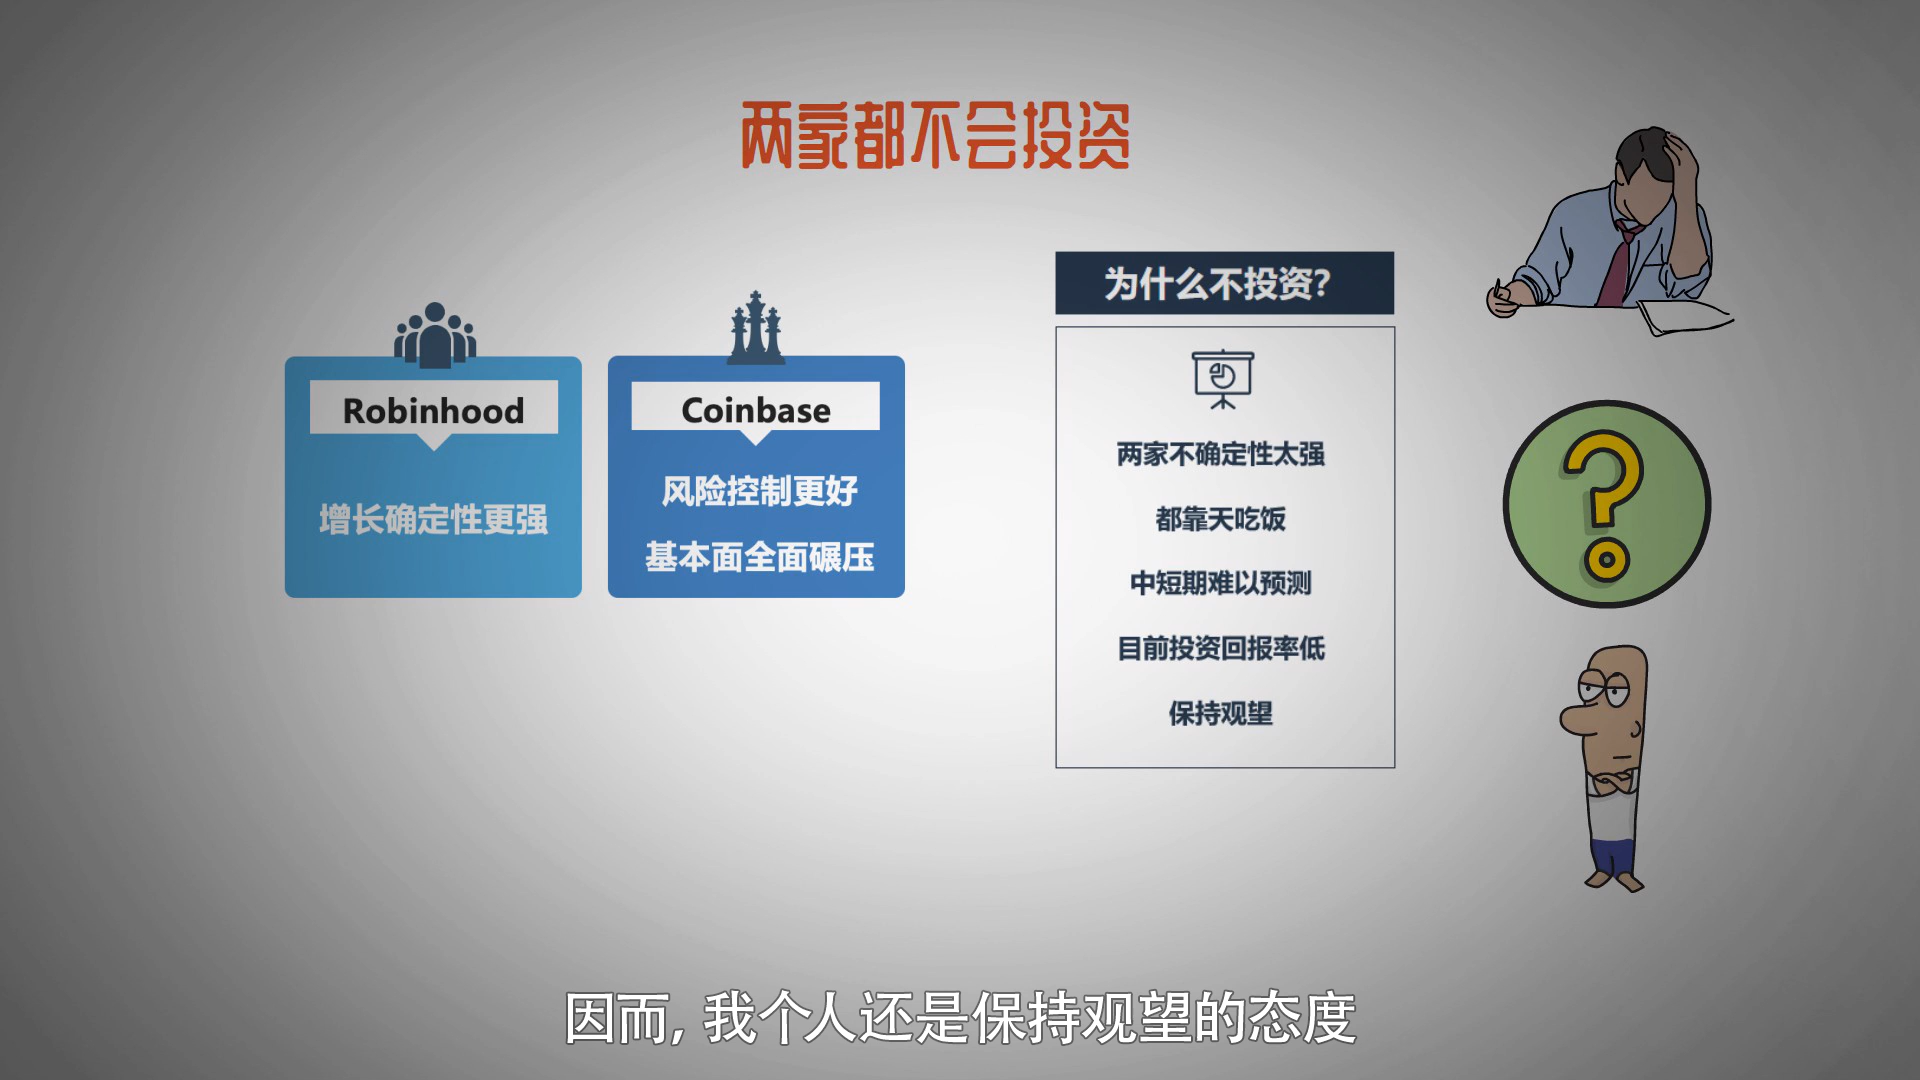 两家都不会投资
Robinhood
增长确定性更强
Coinbase
风险控制更好
基本面全面碾压
为什么不投资?
两家不确定性太强
都靠天吃饭
中短期难以预测
目前投资回报率低
保持观望
因而, 我个人还是保持观望的态度